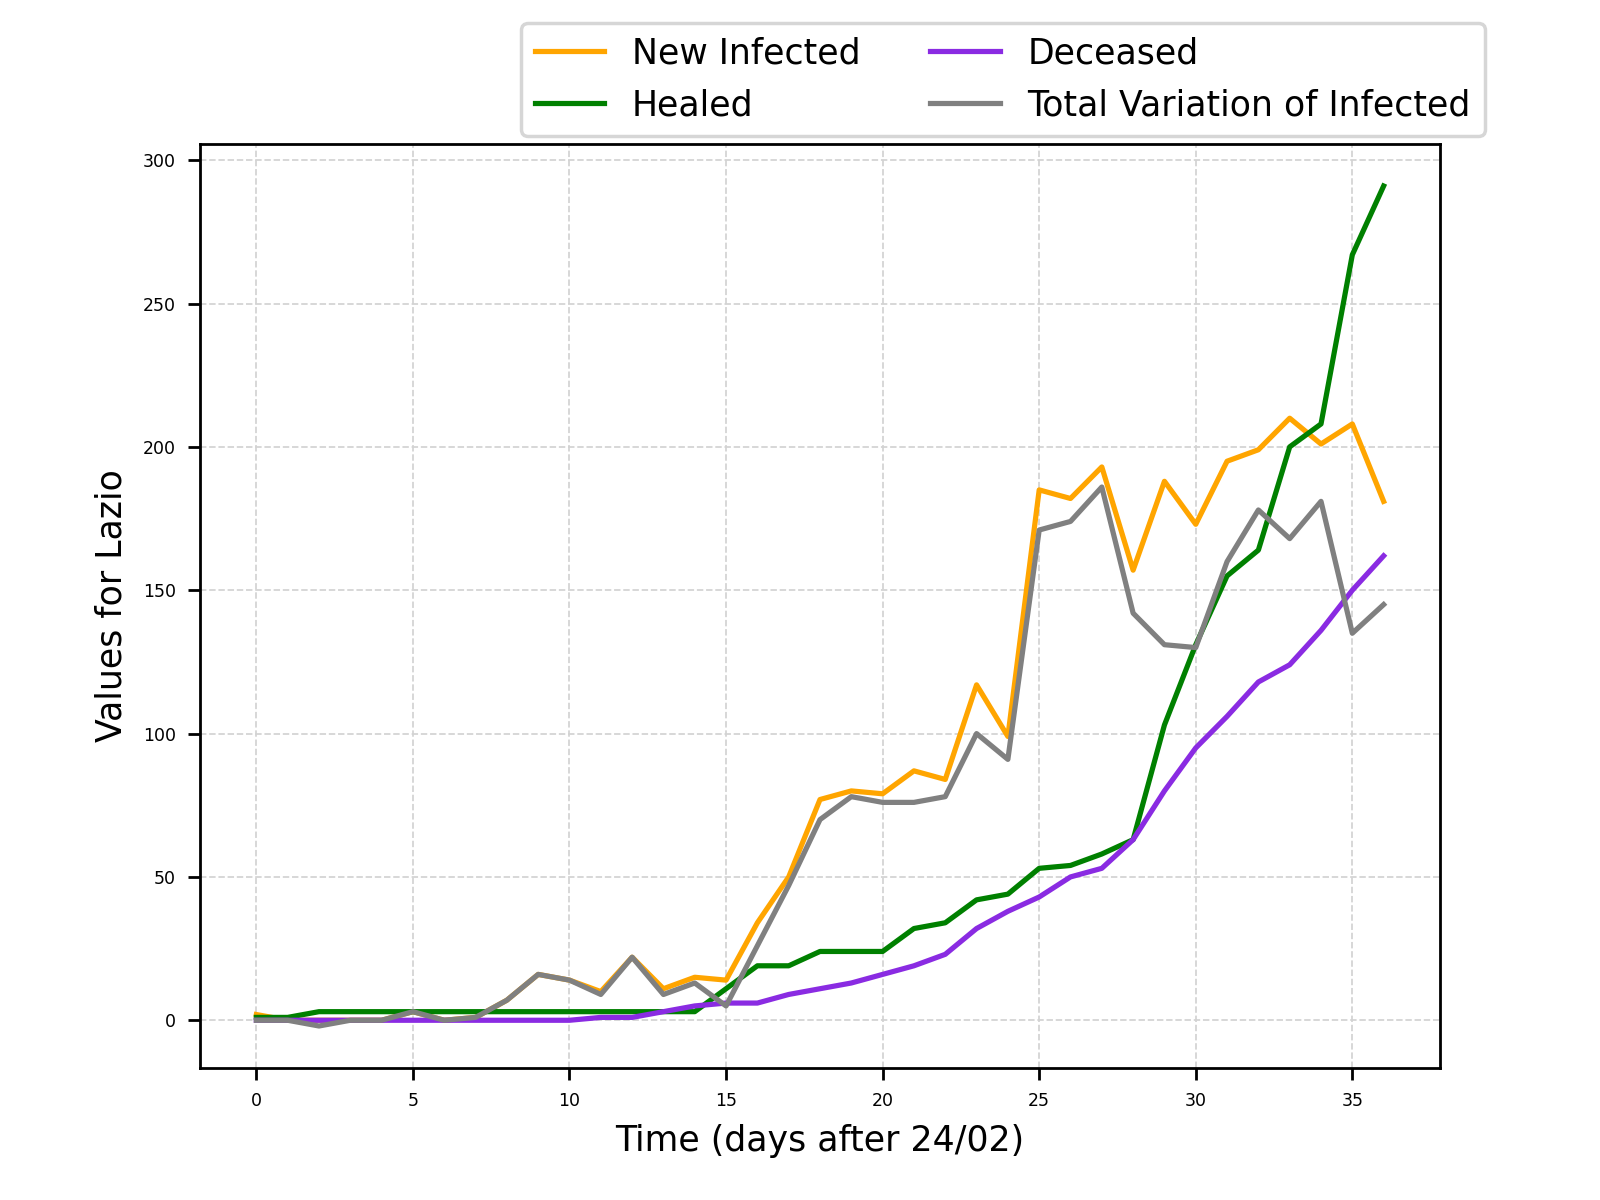 New Infected
Healed
Deceased
Total Variation of Infected
300
250
200
150
100
50
0
Values for Lazio
0 5 10 15 20 25 30 35
Time (days after 24/02)